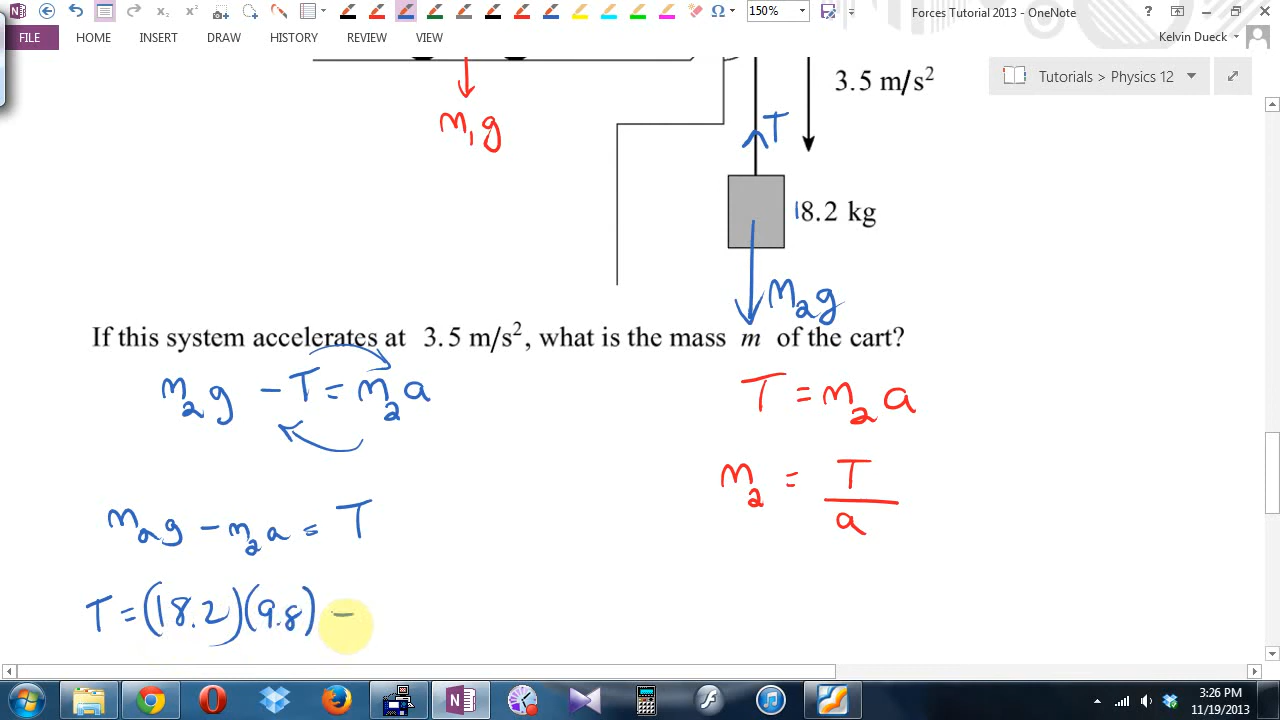 150%
Forces Tutorial 2013 - OneNote
FILE HOME INSERT DRAW HISTORY REVIEW VIEW
Kelvin Dueck
Tutorials > Physics 12
3.5 m/s²
m₁g
T
18.2 kg
m₂g
If this system accelerates at 3.5 m/s², what is the mass m of the cart?
m₂g - T = m₂a
T = m₂a
m₂ = T/a
m₂g - m₂a = T
T = (18.2)(9.8) -
3:26 PM
11/19/2013